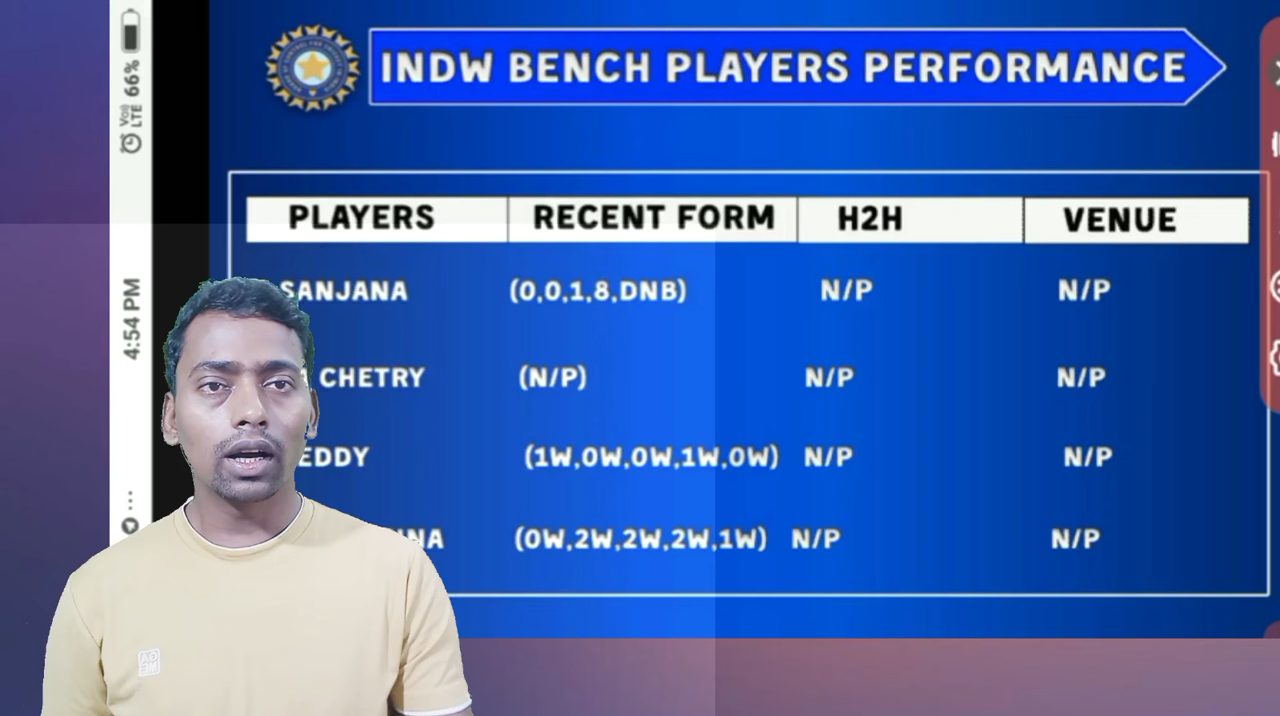 INDW BENCH PLAYERS PERFORMANCE
PLAYERS RECENT FORM H2H VENUE
SANJANA (0,0,1,8,DNB) N/P N/P
CHETRY (N/P) N/P N/P
EDDY (1W,0W,0W,1W,0W) N/P N/P
NA (0W,2W,2W,2W,1W) N/P N/P
4:54 PM
LTE 66%